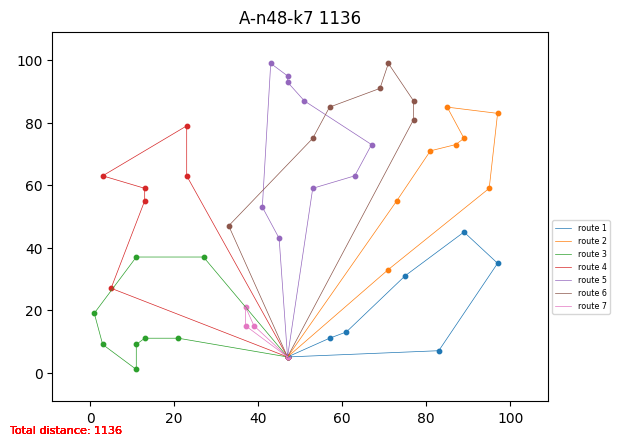 A-n48-k7 1136
100
80
60
40
20
0
0 20 40 60 80 100
route 1
route 2
route 3
route 4
route 5
route 6
route 7
Total distance: 1136